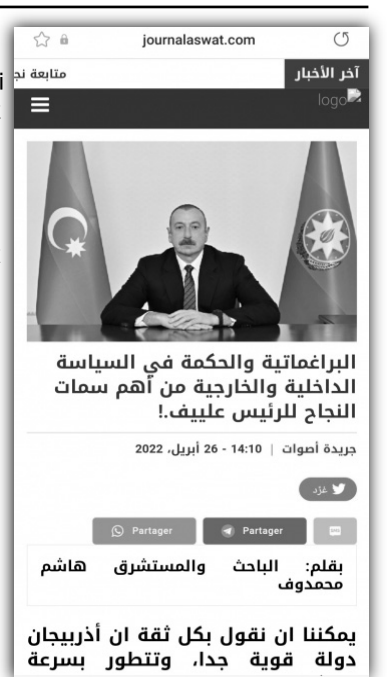 journalaswat.com
آخر الأخبار
متابعة نج
logo
البراغماتية والحكمة في السياسة
الداخلية والخارجية من أهم سمات
النجاح للرئيس علييف.!
جريدة أصوات | 14:10 - 26 أبريل، 2022
غرّد
Partager
Partager
بقلم: الباحث والمستشرق هاشم
محمدوف
يمكننا ان نقول بكل ثقة ان أذربيجان
دولة قوية جدا، وتتطور بسرعة